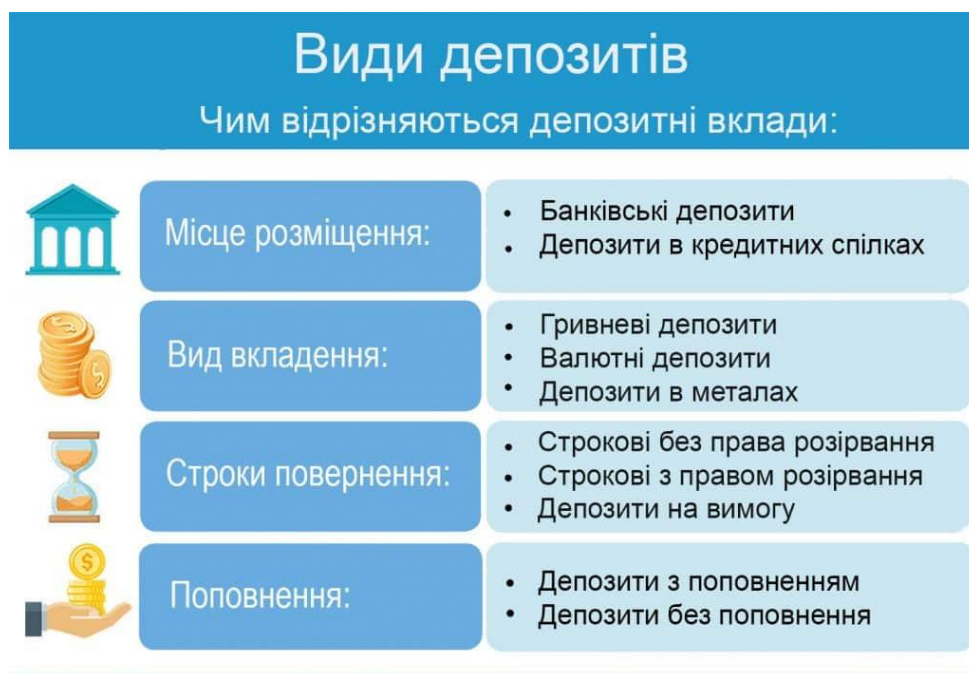 Види депозитів
Чим відрізняються депозитні вклади:
Місце розміщення:
• Банківські депозити
• Депозити в кредитних спілках
Вид вкладення:
• Гривневі депозити
• Валютні депозити
• Депозити в металах
Строки повернення:
• Строкові без права розірвання
• Строкові з правом розірвання
• Депозити на вимогу
Поповнення:
• Депозити з поповненням
• Депозити без поповнення